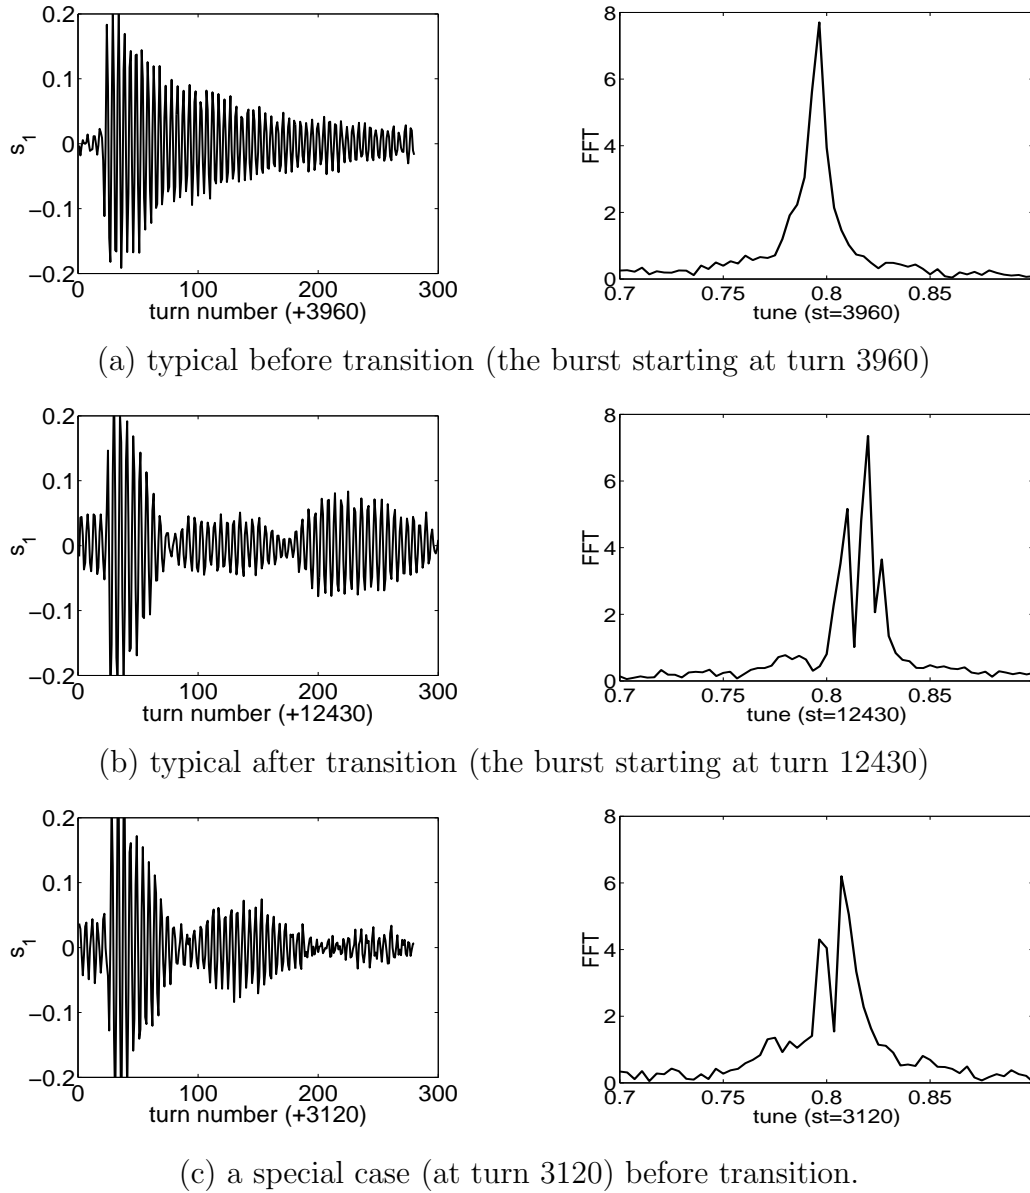 0.2
0.1
0
−0.1
−0.2
s_1
0 100 200 300
turn number (+3960)
8
6
4
2
0
FFT
0.7 0.75 0.8 0.85
tune (st=3960)
(a) typical before transition (the burst starting at turn 3960)
0.2
0.1
0
−0.1
−0.2
s_1
0 100 200 300
turn number (+12430)
8
6
4
2
0
FFT
0.7 0.75 0.8 0.85
tune (st=12430)
(b) typical after transition (the burst starting at turn 12430)
0.2
0.1
0
−0.1
−0.2
s_1
0 100 200 300
turn number (+3120)
8
6
4
2
0
FFT
0.7 0.75 0.8 0.85
tune (st=3120)
(c) a special case (at turn 3120) before transition.